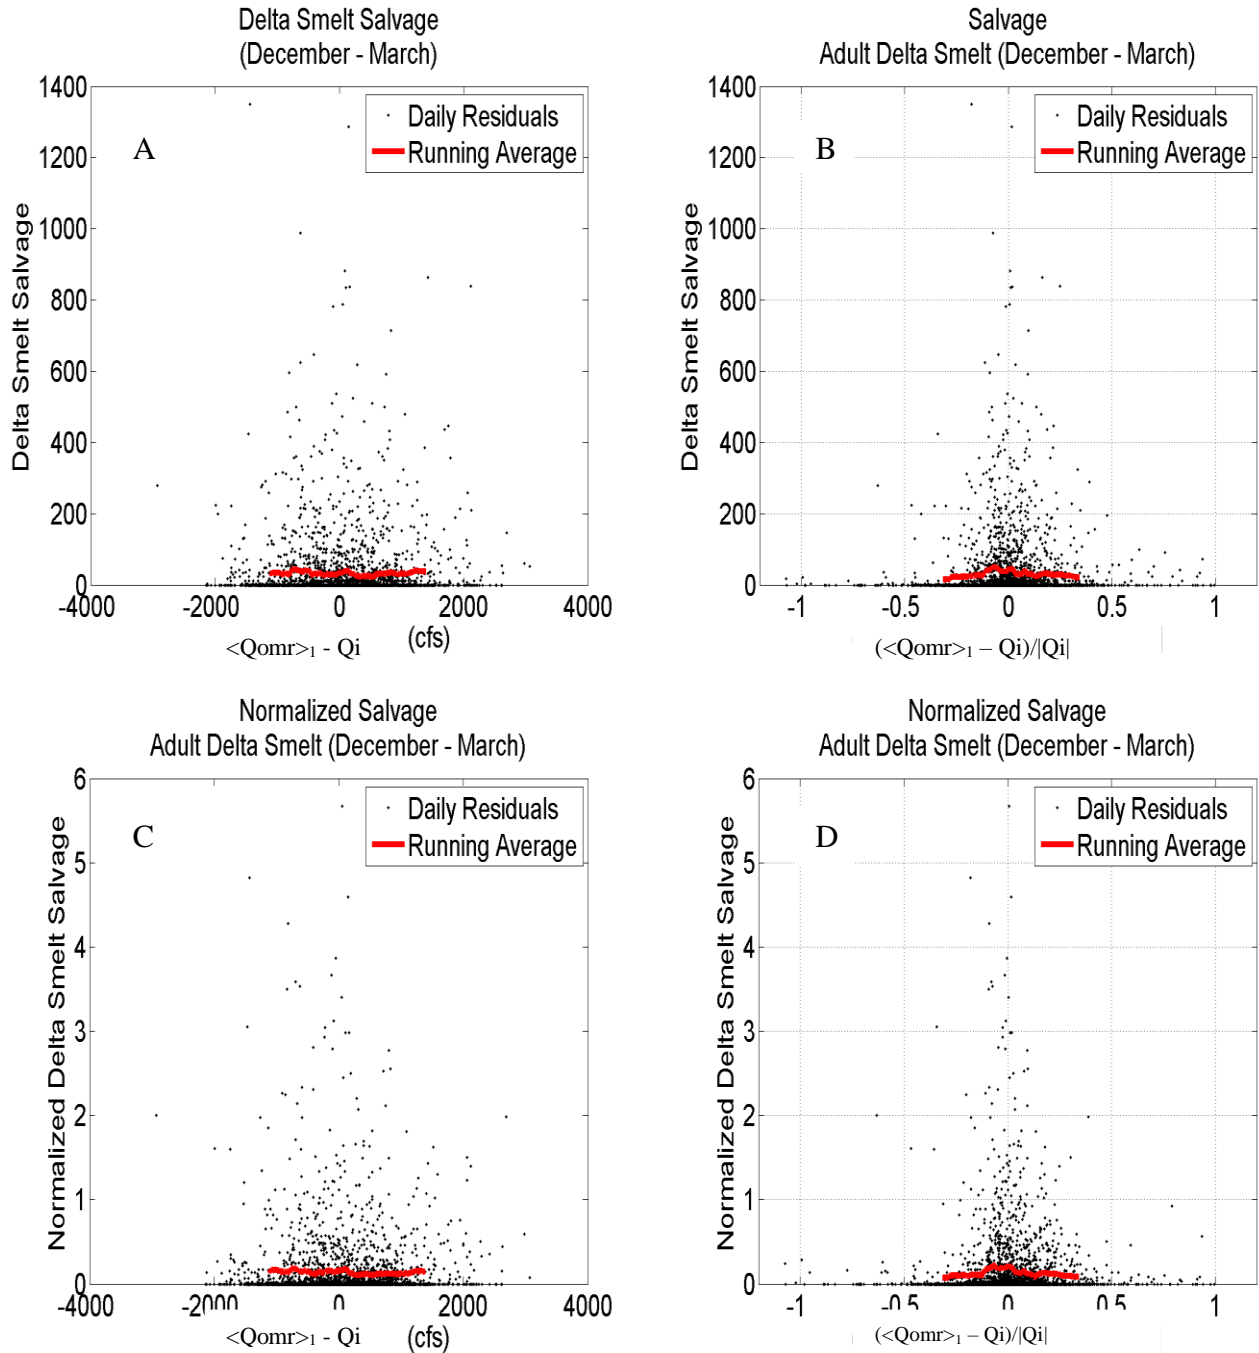 Delta Smelt Salvage
(December - March)
1400
1200
1000
800
600
400
200
0
-4000
-2000
0
2000
4000
Delta Smelt Salvage
A
Daily Residuals
Running Average
<Qomr>₁ - Qi
(cfs)
Salvage
Adult Delta Smelt (December - March)
1400
1200
1000
800
600
400
200
0
-1
-0.5
0
0.5
1
Delta Smelt Salvage
B
Daily Residuals
Running Average
(<Qomr>₁ – Qi)/|Qi|
Normalized Salvage
Adult Delta Smelt (December - March)
6
5
4
3
2
1
0
-4000
0
2000
4000
Normalized Delta Smelt Salvage
C
Daily Residuals
Running Average
<Qomr>₁ - Qi
(cfs)
Normalized Salvage
Adult Delta Smelt (December - March)
6
5
4
3
2
1
0
-1
-0.5
0
0.5
1
Normalized Delta Smelt Salvage
D
Daily Residuals
Running Average
(<Qomr>₁ – Qi)/|Qi|